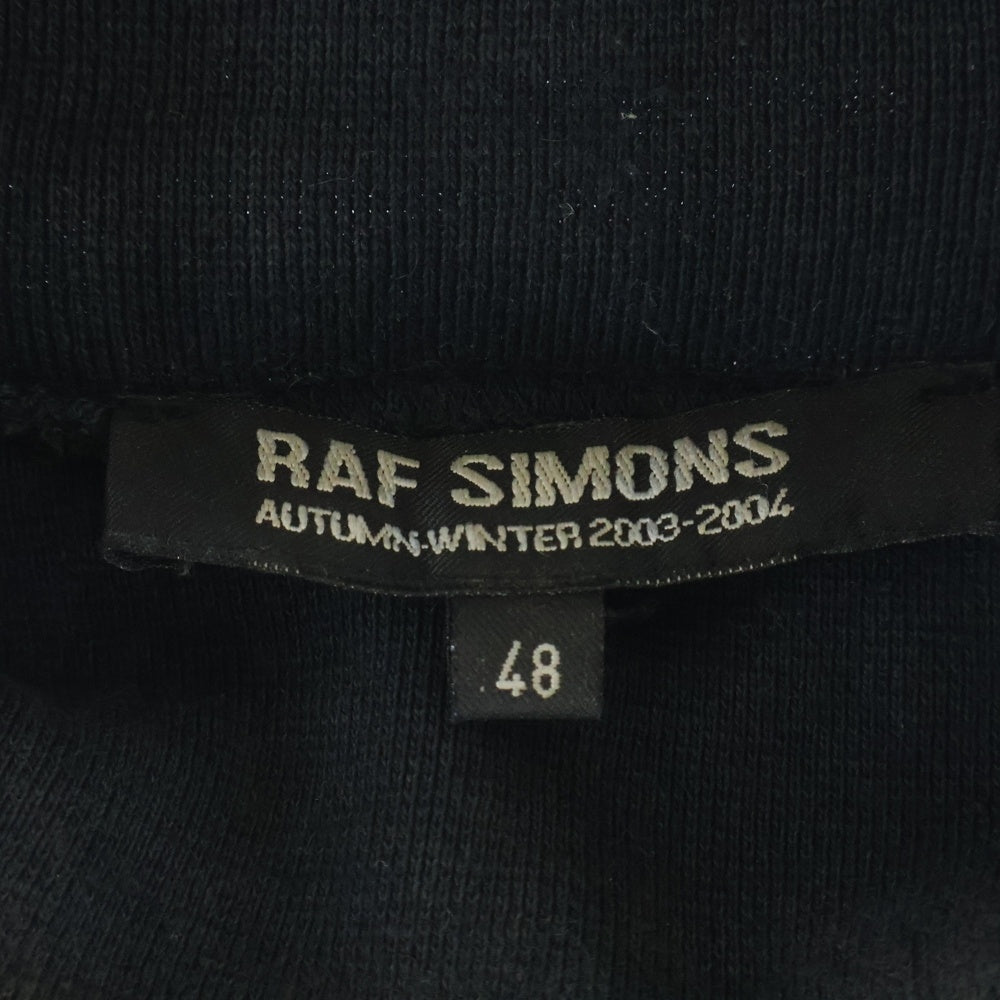 RAF SIMONS
AUTUMN-WINTER 2003-2004
48